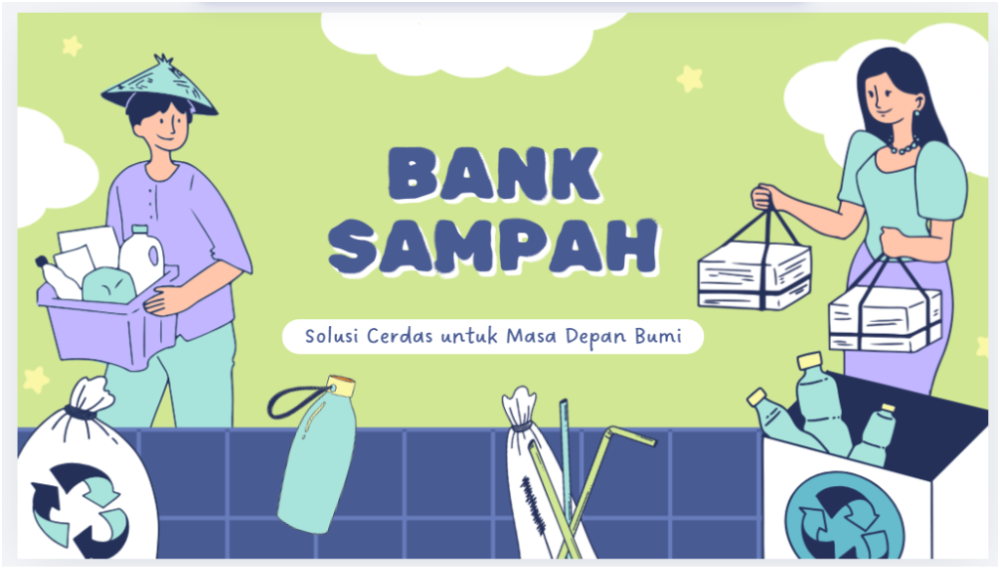 BANK
SAMPAH
Solusi Cerdas untuk Masa Depan Bumi